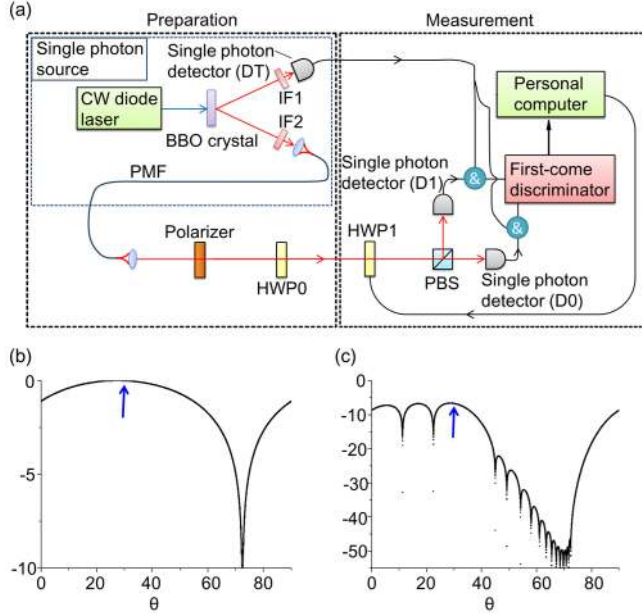 (a)
Preparation
Measurement
Single photon
source
Single photon
detector (DT)
CW diode
laser
IF1
IF2
BBO crystal
PMF
Polarizer
HWP0
Personal
computer
Single photon
detector (D1)
&
First-come
discriminator
&
HWP1
PBS
Single photon
detector (D0)
(b)
0
-5
-10
0
40
80
θ
(c)
0
-10
-20
-30
-40
-50
0
20
40
60
80
θ